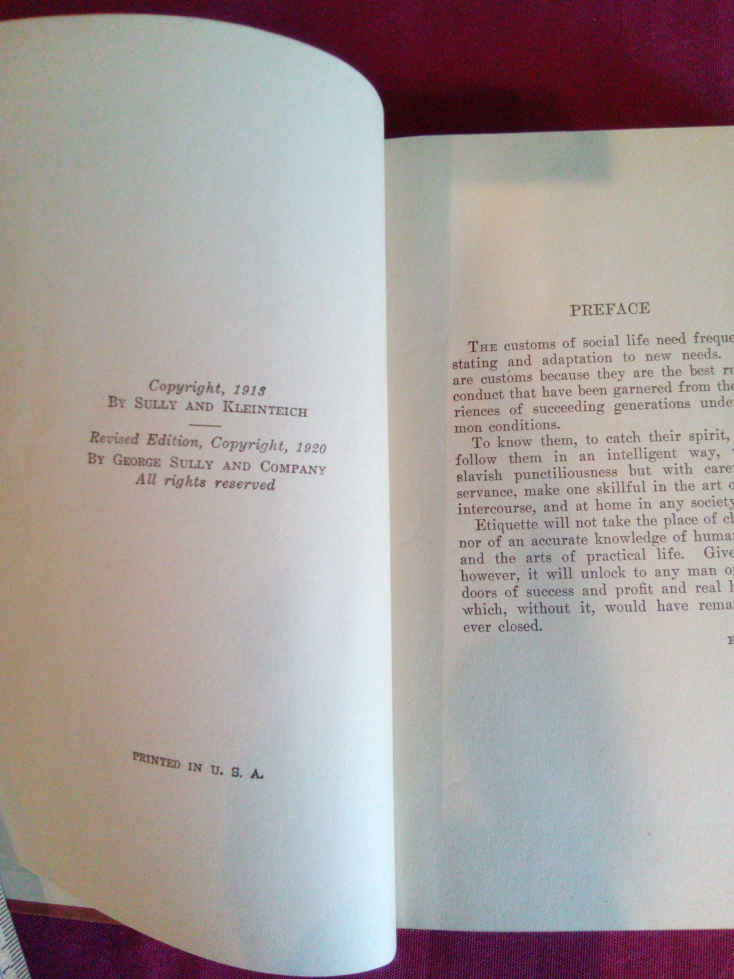 Copyright, 1913
BY SULLY AND KLEINTEICH
Revised Edition, Copyright, 1920
BY GEORGE SULLY AND COMPANY
All rights reserved
PRINTED IN U. S. A.
PREFACE
THE customs of social life need
stating and adaptation to new needs.
are customs because they are the best
conduct that have been garnered from
riences of succeeding generations
mon conditions.
To know them, to catch their spirit,
follow them in an intelligent way,
slavish punctiliousness but with
servance, make one skillful in the art
intercourse, and at home in any society
Etiquette will not take the place of
nor of an accurate knowledge of
and the arts of practical life.
however, it will unlock to any man
doors of success and profit and real
which, without it, would have
ever closed.